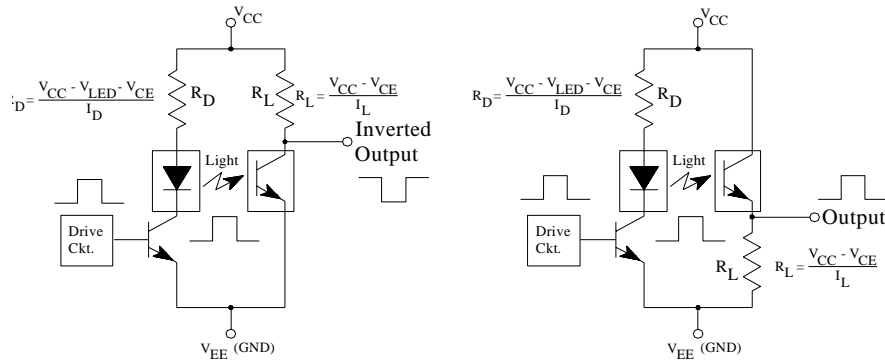 V_CC
R_D = (V_CC - V_LED - V_CE) / I_D
R_D
R_L
R_L = (V_CC - V_CE) / I_L
Inverted
Output
Light
Drive
Ckt.
V_EE (GND)
V_CC
R_D = (V_CC - V_LED - V_CE) / I_D
R_D
Light
Drive
Ckt.
Output
R_L
R_L = (V_CC - V_CE) / I_L
V_EE (GND)